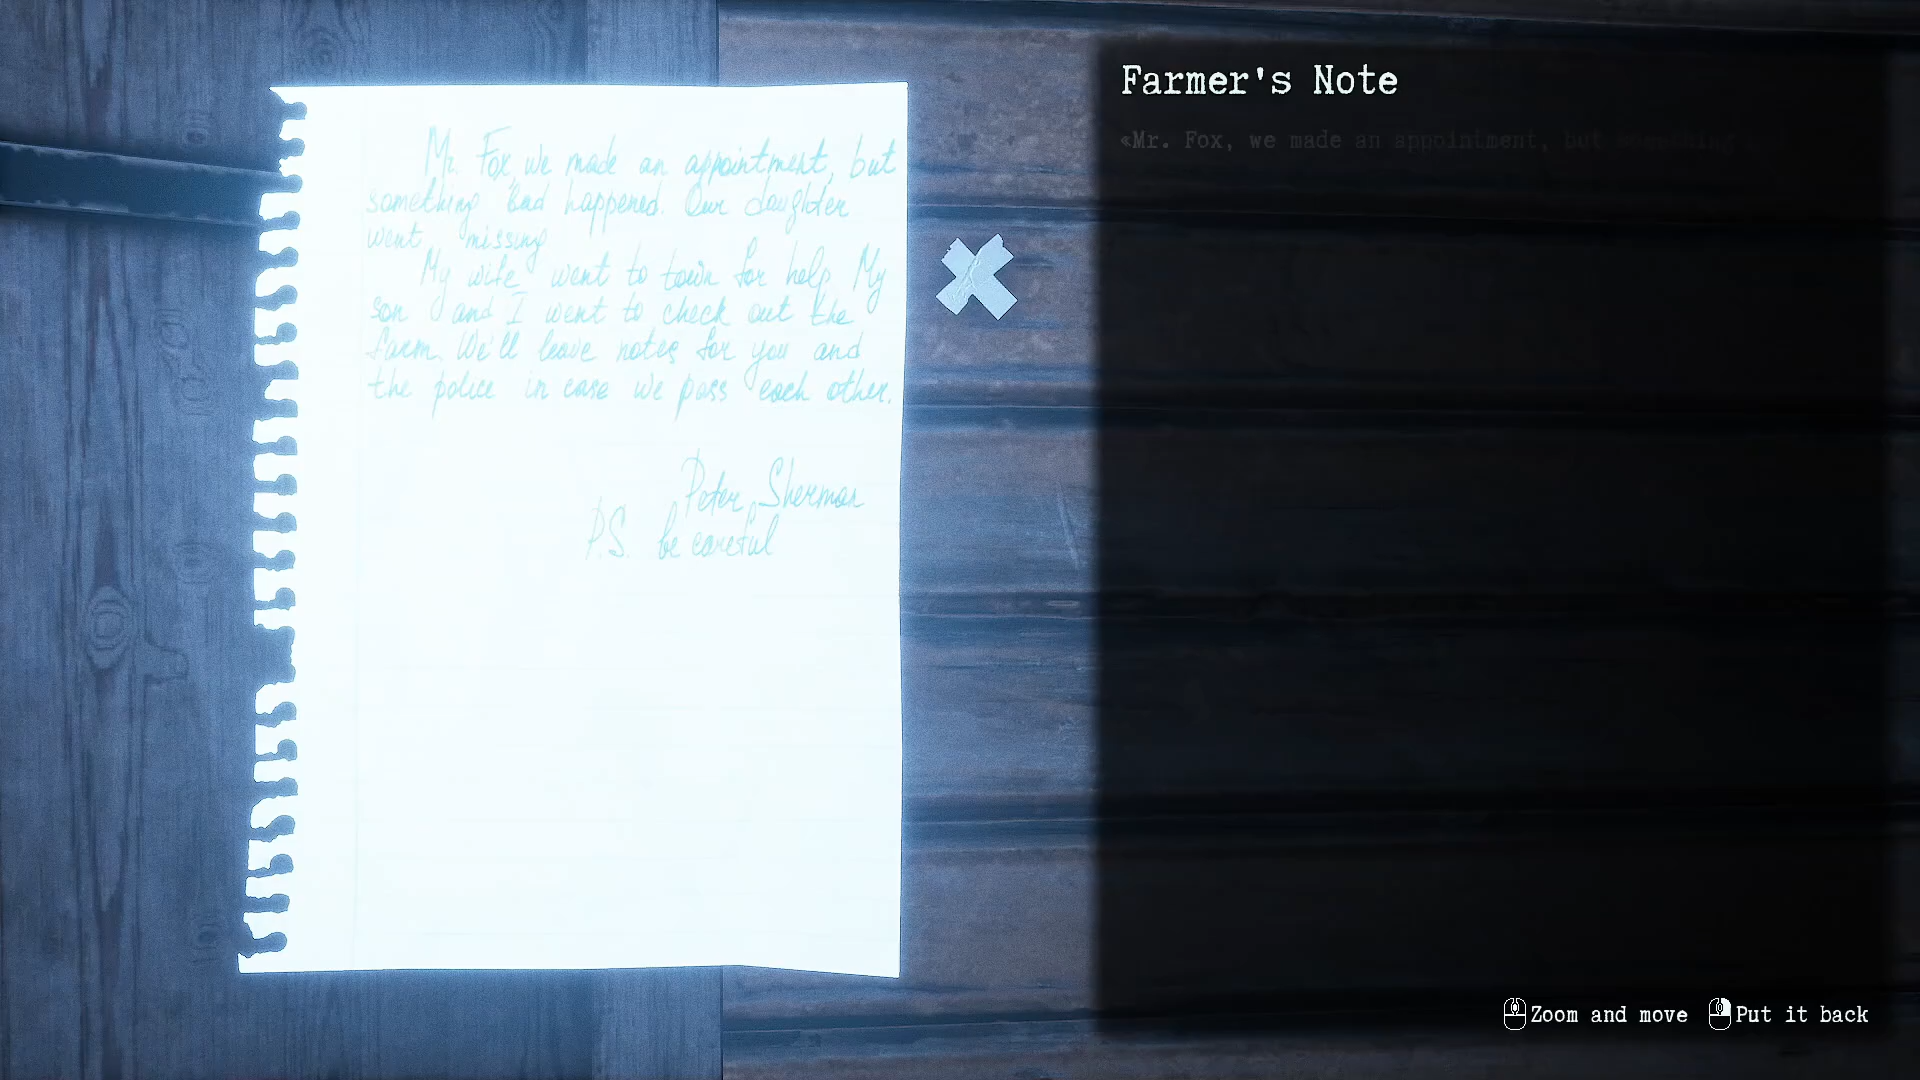 Mr. Fox, we made an appointment, but
something bad happened. Our daughter
went missing
My wife went to town for help. My
son and I went to check out the
farm. We'll leave notes for you and
the police in case we pass each other.
Peter Sherman
P.S. be careful
Farmer's Note
«Mr. Fox, we made an appointment, but something
Zoom and move
Put it back